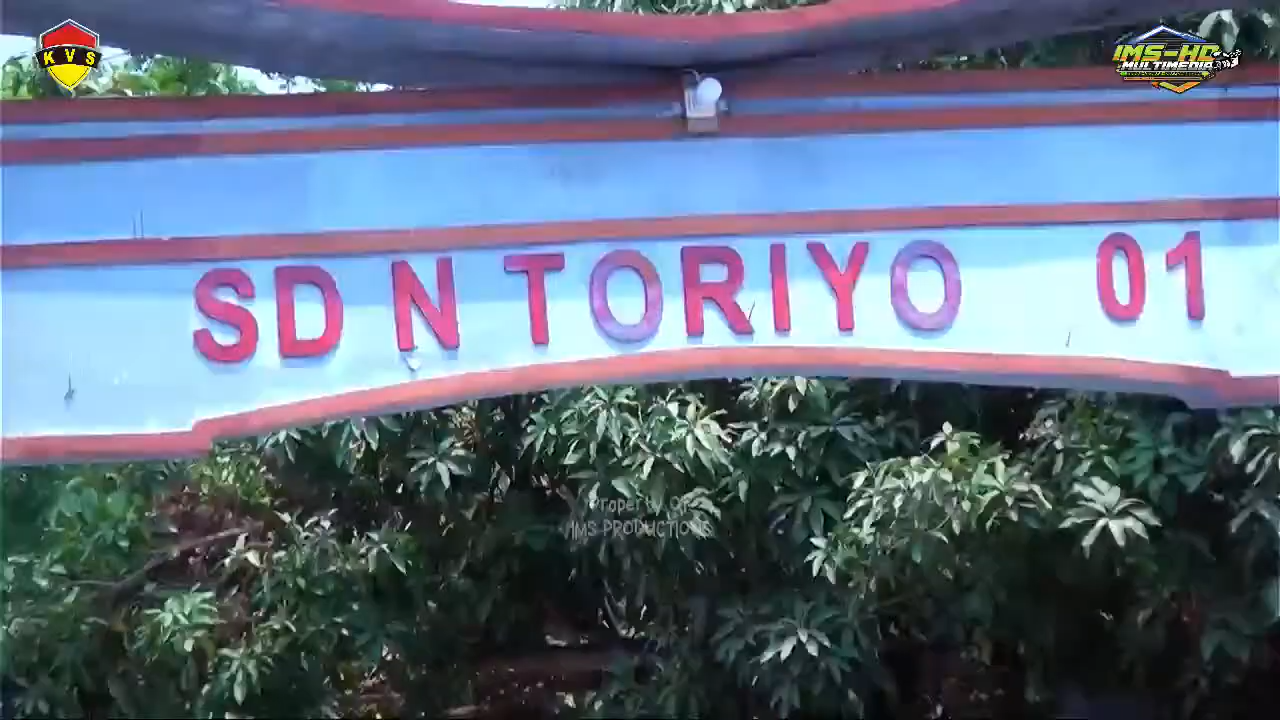 KVS
IMS-HD
MULTIMEDIA
SDN TORIYO 01
Property Of
IMS PRODUCTIONS